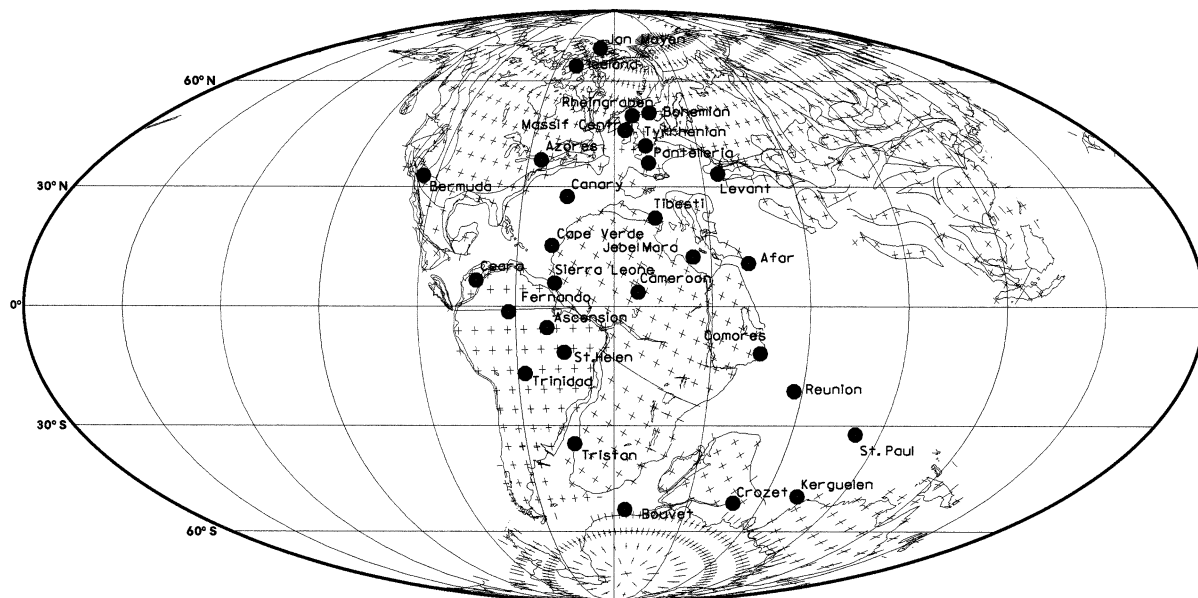 Jan Mayen
Iceland
60° N
Rheingraben
Bohemian
Massif Centr
Tyrrhenian
Azores
Pantelleria
30° N
Bermuda
Canary
Levant
Tibesti
Cape Verde
Jebel Mara
Afar
Ceara
Sierra Leone
Cameroon
Fernando
0°
Ascension
Comores
St.Helen
Trinidad
Reunion
30° S
Tristan
St.Paul
Kerguelen
Crozet
Bouvet
60° S